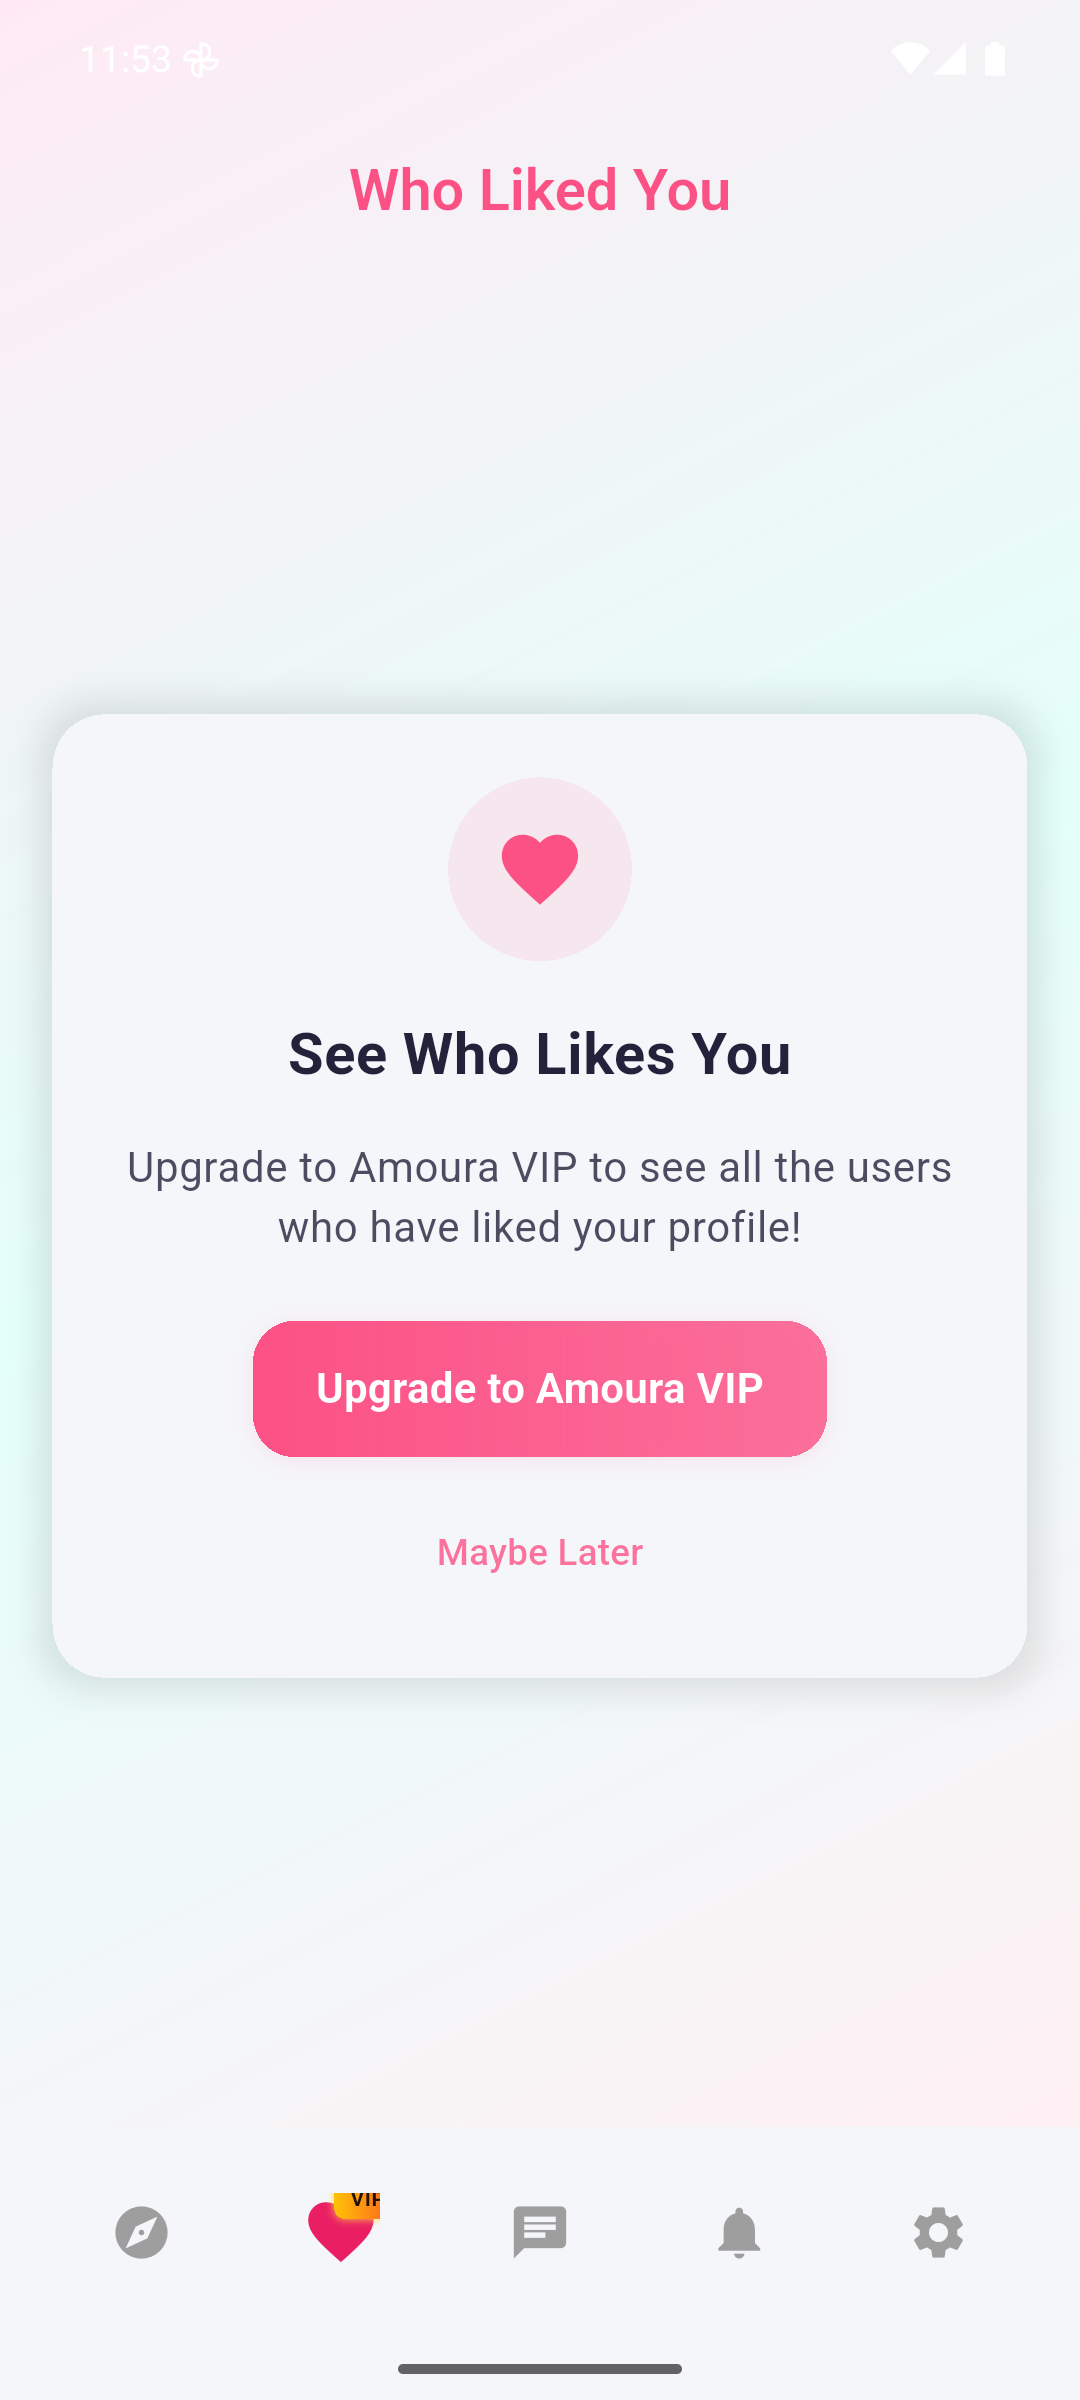 11:53
Who Liked You
See Who Likes You
Upgrade to Amoura VIP to see all the users
who have liked your profile!
Upgrade to Amoura VIP
Maybe Later
VIP